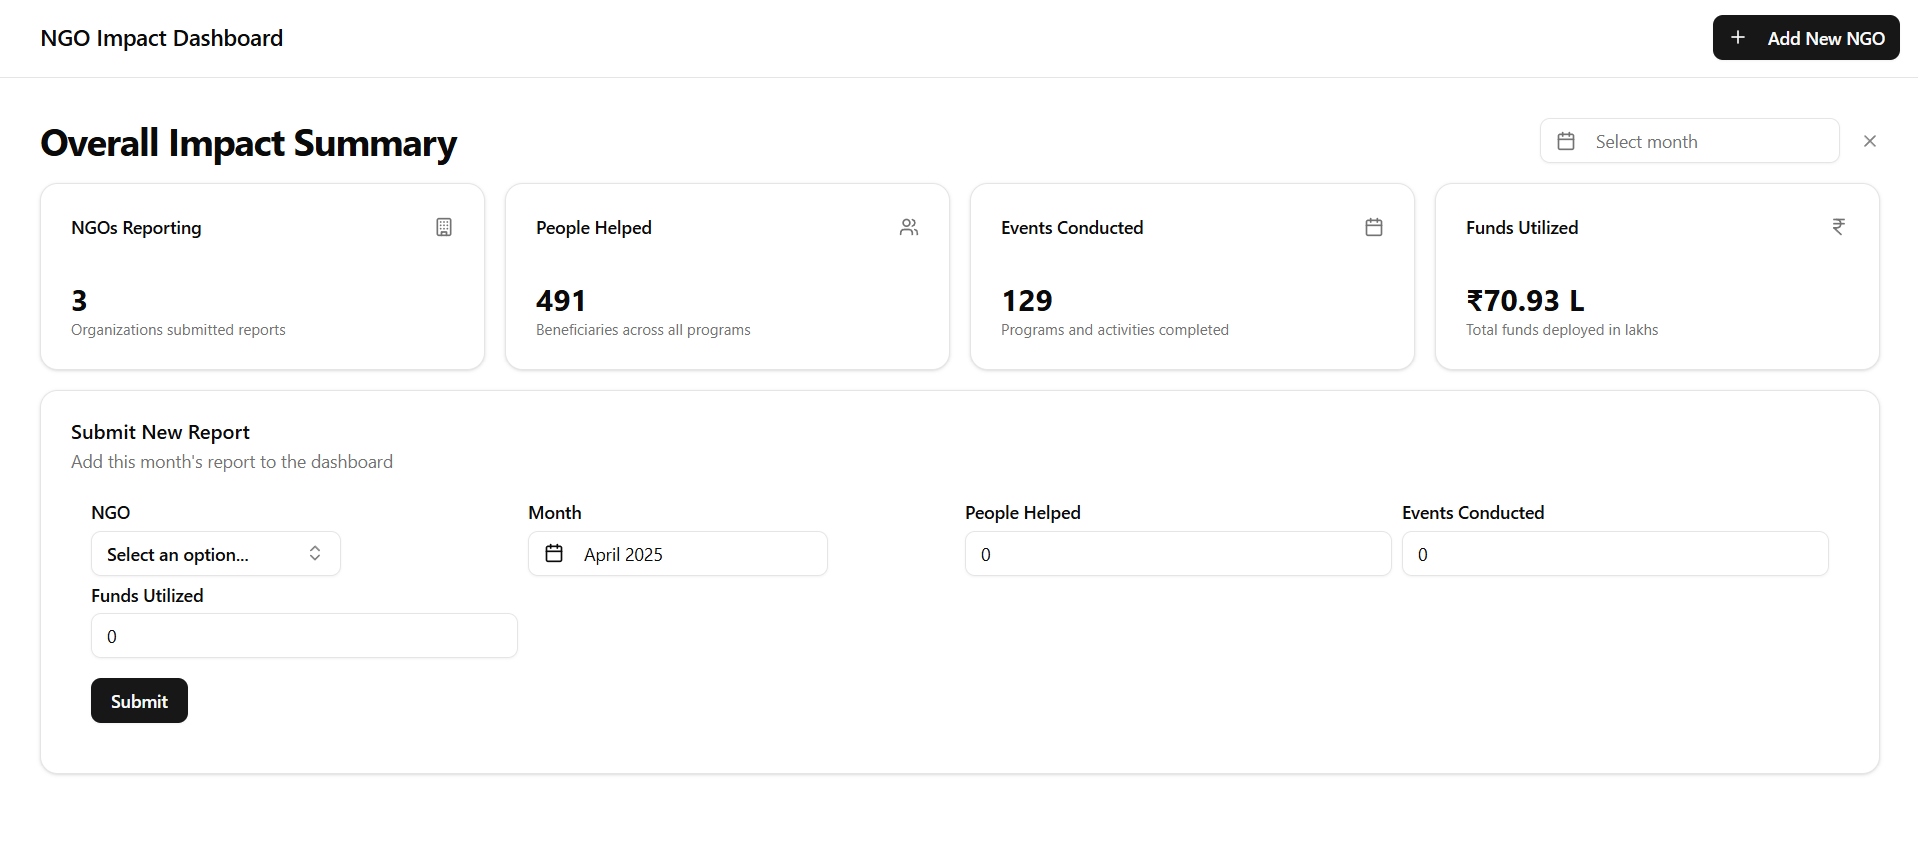 NGO Impact Dashboard
Add New NGO
Overall Impact Summary
Select month
NGOs Reporting
3
Organizations submitted reports
People Helped
491
Beneficiaries across all programs
Events Conducted
129
Programs and activities completed
Funds Utilized
₹70.93 L
Total funds deployed in lakhs
Submit New Report
Add this month's report to the dashboard
NGO
Select an option...
Month
April 2025
People Helped
0
Events Conducted
0
Funds Utilized
0
Submit